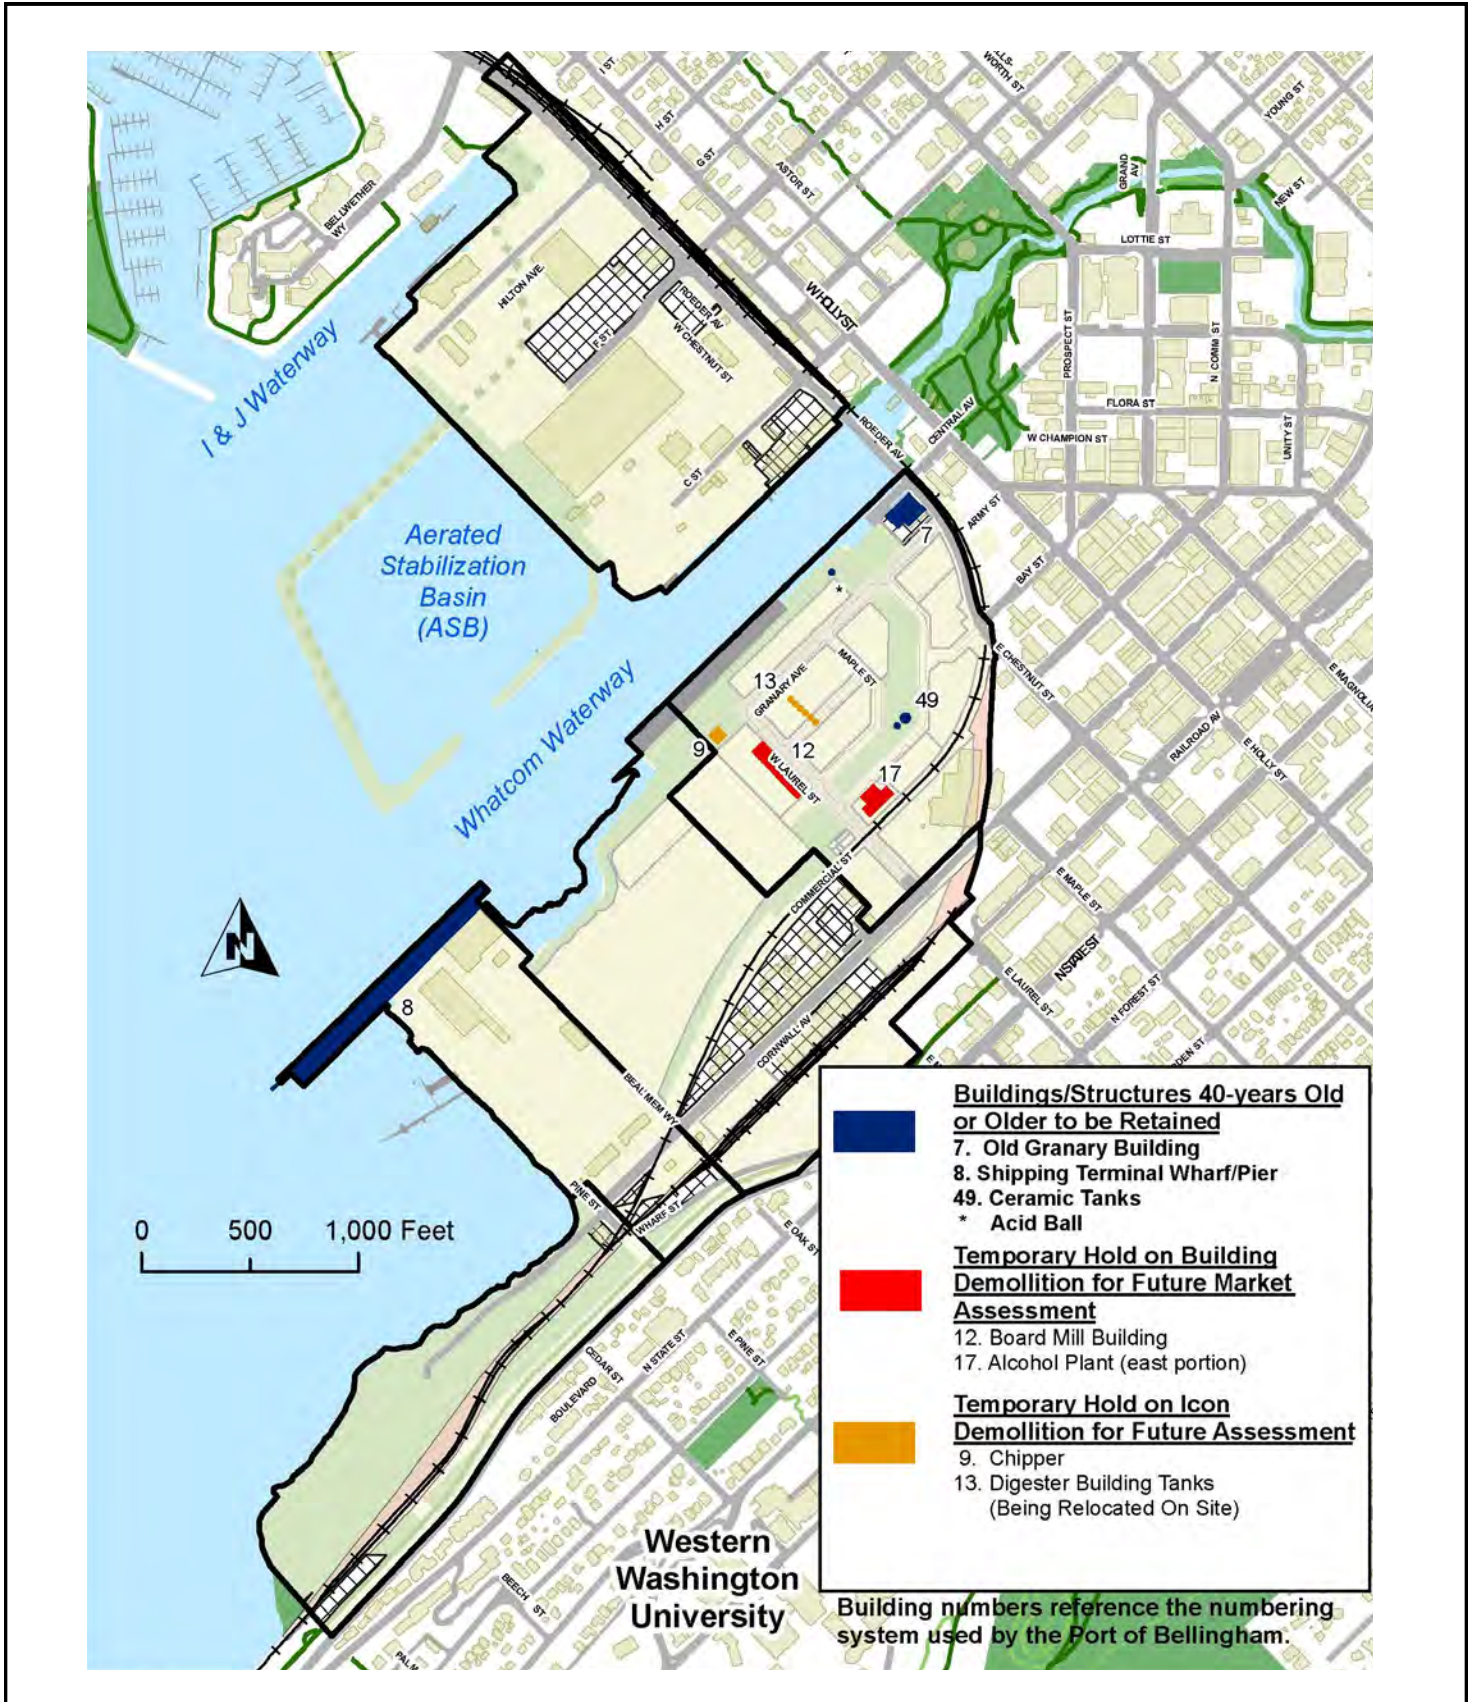 I ST
H ST
G ST
ASTOR ST
ELLS-
WORTH ST
YOUNG ST
GRAND
AV
NEW ST
LOTTIE ST
BELLWETHER
WY
HILTON AVE.
F ST
ROEDER AV
W CHESTNUT ST
W HOLLY ST
PROSPECT ST
N COMM ST
FLORA ST
UNITY ST
W CHAMPION ST
CENTRAL AV
ROEDER AV
C ST
I & J Waterway
Aerated
Stabilization
Basin
(ASB)
Whatcom Waterway
7
ARMY ST
BAY ST
*
E CHESTNUT ST
E MAGNOLIA
MAPLE ST
13
GRANARY AVE
49
RAILROAD AV
E HOLLY ST
9
12
W LAUREL ST
17
COMMERCIAL ST
E MAPLE ST
N STATE ST
E LAUREL ST
N FOREST ST
N
8
CORNWALL AV
BEAL MEM WY
PINE ST
WHARF ST
E OAK ST
0 500 1,000 Feet
N STATE ST
E PINE ST
CEDAR ST
BOULEVARD
BEECH ST
Western
Washington
University
Buildings/Structures 40-years Old
or Older to be Retained
7. Old Granary Building
8. Shipping Terminal Wharf/Pier
49. Ceramic Tanks
* Acid Ball
Temporary Hold on Building
Demollition for Future Market
Assessment
12. Board Mill Building
17. Alcohol Plant (east portion)
Temporary Hold on Icon
Demollition for Future Assessment
9. Chipper
13. Digester Building Tanks
(Being Relocated On Site)
Building numbers reference the numbering
system used by the Port of Bellingham.